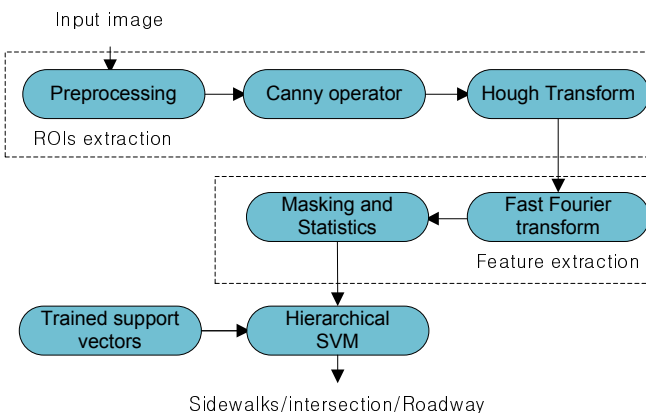 Input image
Preprocessing
Canny operator
Hough Transform
ROIs extraction
Masking and
Statistics
Fast Fourier
transform
Feature extraction
Trained support
vectors
Hierarchical
SVM
Sidewalks/intersection/Roadway